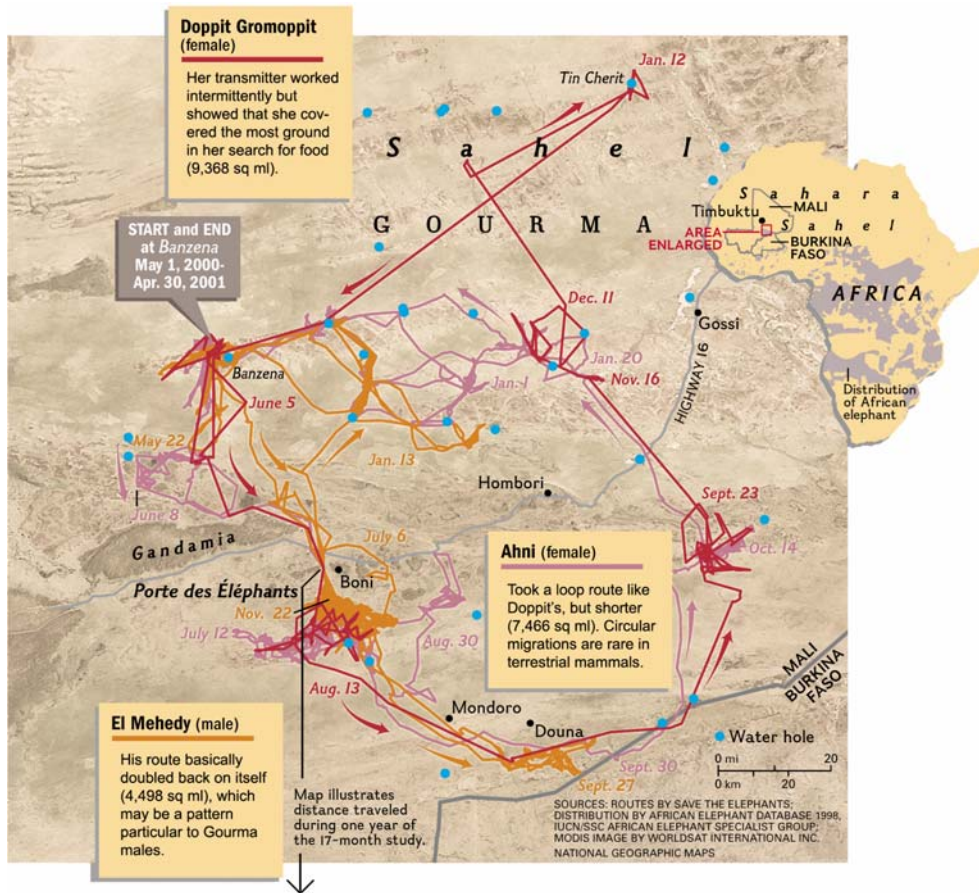 Doppit Gromoppit
(female)
Her transmitter worked
intermittently but
showed that she cov-
ered the most ground
in her search for food
(9,368 sq ml).
Tin Cherit
Jan. 12
Sahel
GOURMA
START and END
at Banzena
May 1, 2000-
Apr. 30, 2001
Sahara
Timbuktu
MALI
Sahel
AREA
ENLARGED
BURKINA
FASO
AFRICA
Distribution
of African
elephant
Dec. 11
Gossi
HIGHWAY 16
Banzena
Jan. 20
Jan. 1
Nov. 16
June 5
May 22
Jan. 13
June 8
Hombori
Sept. 23
Oct. 14
Gandamia
July 6
Boni
Porte des Éléphants
Nov. 22
July 12
Aug. 30
Aug. 13
Ahni (female)
Took a loop route like
Doppit's, but shorter
(7,466 sq ml). Circular
migrations are rare in
terrestrial mammals.
MALI
BURKINA
FASO
El Mehedy (male)
His route basically
doubled back on itself
(4,498 sq ml), which
may be a pattern
particular to Gourma
males.
Mondoro
Douna
Sept. 30
Sept. 27
Map illustrates
distance traveled
during one year of
the 17-month study.
Water hole
0 mi 20
0 km 20
SOURCES: ROUTES BY SAVE THE ELEPHANTS;
DISTRIBUTION BY AFRICAN ELEPHANT DATABASE 1998,
IUCN/SSC AFRICAN ELEPHANT SPECIALIST GROUP;
MODIS IMAGE BY WORLDSAT INTERNATIONAL INC.
NATIONAL GEOGRAPHIC MAPS